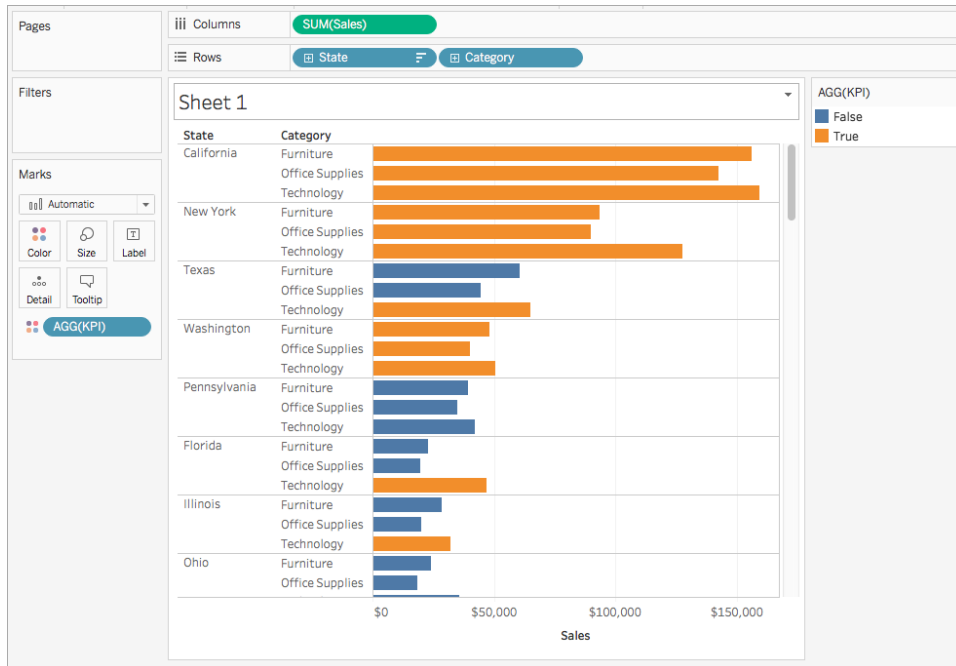 Pages
Columns
SUM(Sales)
Rows
State
Category
Filters
Marks
Automatic
Color
Size
Label
Detail
Tooltip
AGG(KPI)
Sheet 1
State Category
California Furniture
Office Supplies
Technology
New York Furniture
Office Supplies
Technology
Texas Furniture
Office Supplies
Technology
Washington Furniture
Office Supplies
Technology
Pennsylvania Furniture
Office Supplies
Technology
Florida Furniture
Office Supplies
Technology
Illinois Furniture
Office Supplies
Technology
Ohio Furniture
Office Supplies
$0 $50,000 $100,000 $150,000
Sales
AGG(KPI)
False
True